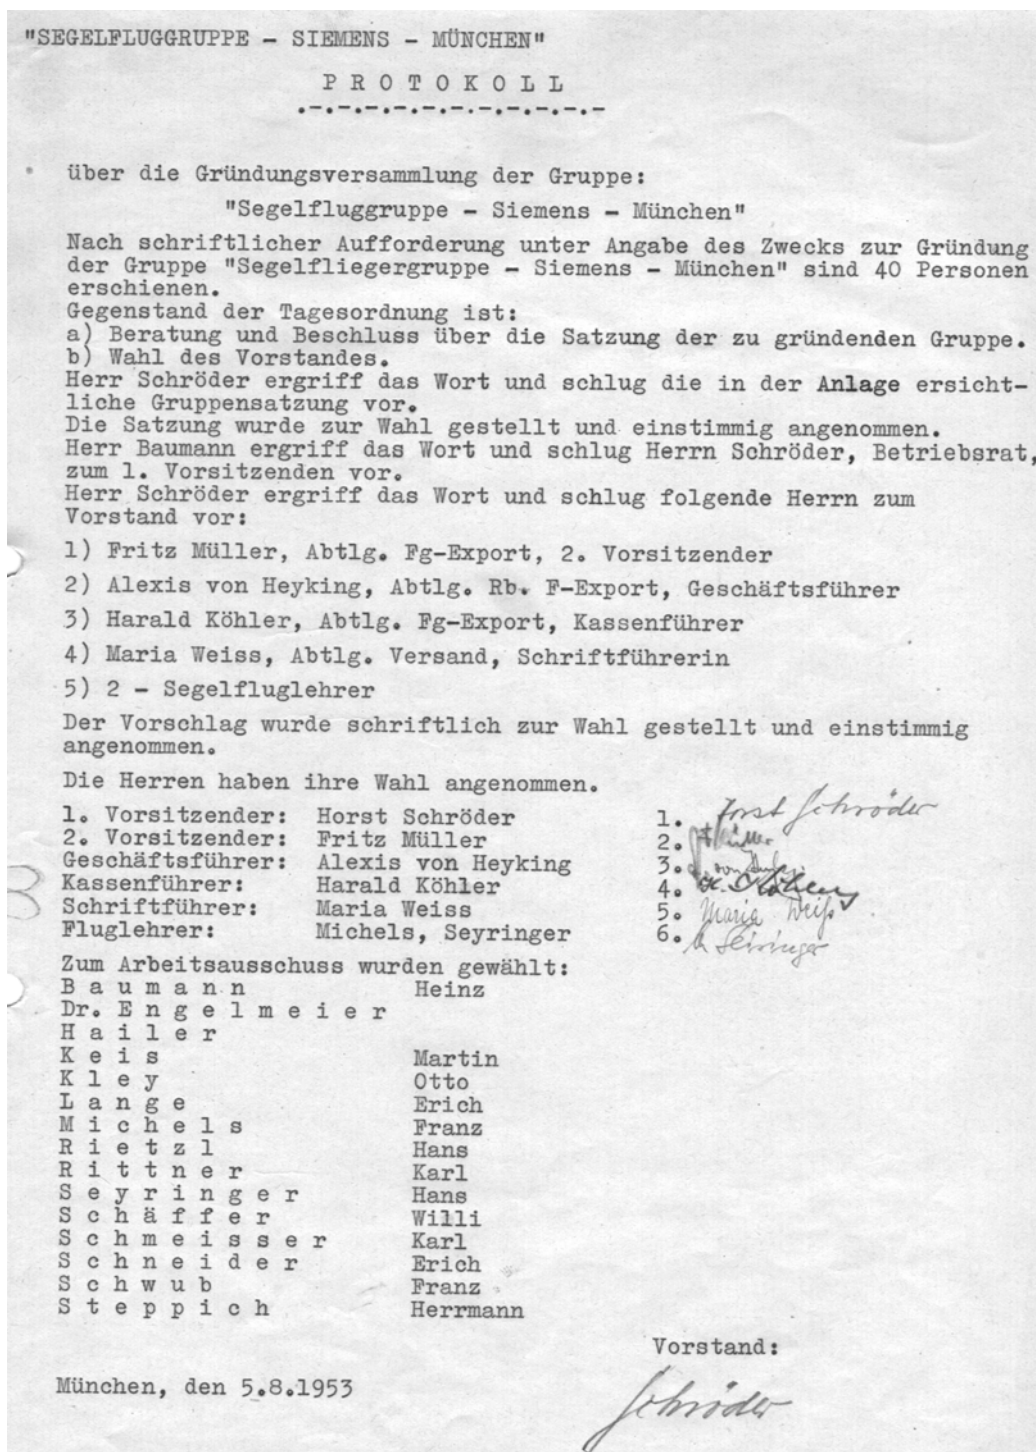 "SEGELFLUGGRUPPE - SIEMENS - MÜNCHEN"
P R O T O K O L L
.-.-.-.-.-.-.-.-.-.-.-
über die Gründungsversammlung der Gruppe:
"Segelfluggruppe - Siemens - München"
Nach schriftlicher Aufforderung unter Angabe des Zwecks zur Gründung
der Gruppe "Segelfliegergruppe - Siemens - München" sind 40 Personen
erschienen.
Gegenstand der Tagesordnung ist:
a) Beratung und Beschluss über die Satzung der zu gründenden Gruppe.
b) Wahl des Vorstandes.
Herr Schröder ergriff das Wort und schlug die in der Anlage ersicht-
liche Gruppensatzung vor.
Die Satzung wurde zur Wahl gestellt und einstimmig angenommen.
Herr Baumann ergriff das Wort und schlug Herrn Schröder, Betriebsrat,
zum 1. Vorsitzenden vor.
Herr Schröder ergriff das Wort und schlug folgende Herrn zum
Vorstand vor:
1) Fritz Müller, Abtlg. Fg-Export, 2. Vorsitzender
2) Alexis von Heyking, Abtlg. Rb. F-Export, Geschäftsführer
3) Harald Köhler, Abtlg. Fg-Export, Kassenführer
4) Maria Weiss, Abtlg. Versand, Schriftführerin
5) 2 - Segelfluglehrer
Der Vorschlag wurde schriftlich zur Wahl gestellt und einstimmig
angenommen.
Die Herren haben ihre Wahl angenommen.
1. Vorsitzender: Horst Schröder 1. Horst Schröder
2. Vorsitzender: Fritz Müller 2. Müller
Geschäftsführer: Alexis von Heyking 3. von
Kassenführer: Harald Köhler 4. H. Köhler
Schriftführer: Maria Weiss 5. Maria Weiß
Fluglehrer: Michels, Seyringer 6. Seiringer
Zum Arbeitsausschuss wurden gewählt:
B a u m a n n Heinz
Dr. E n g e l m e i e r
H a i l e r
K e i s Martin
K l e y Otto
L a n g e Erich
M i c h e l s Franz
R i e t z l Hans
R i t t n e r Karl
S e y r i n g e r Hans
S c h ä f f e r Willi
S c h m e i s s e r Karl
S c h n e i d e r Erich
S c h w u b Franz
S t e p p i c h Herrmann
Vorstand:
München, den 5.8.1953
Schröder